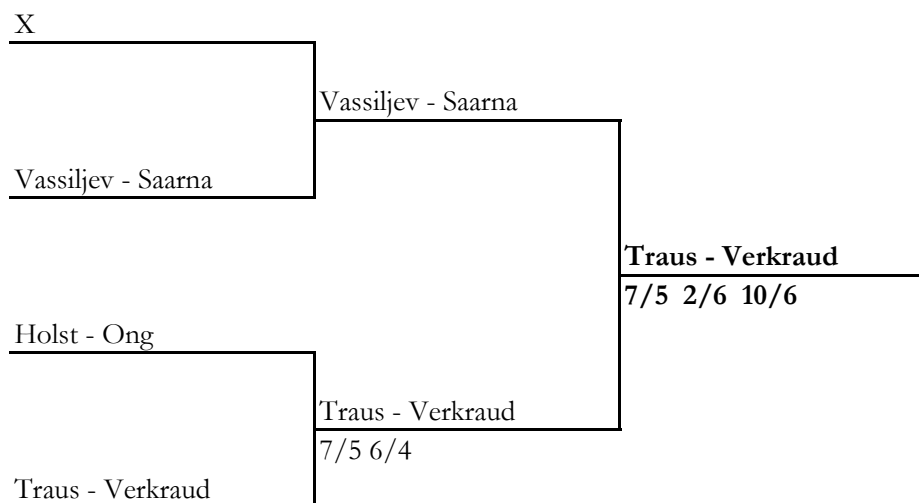 X
Vassiljev - Saarna
Vassiljev - Saarna
Traus - Verkraud
7/5 2/6 10/6
Holst - Ong
Traus - Verkraud
7/5 6/4
Traus - Verkraud